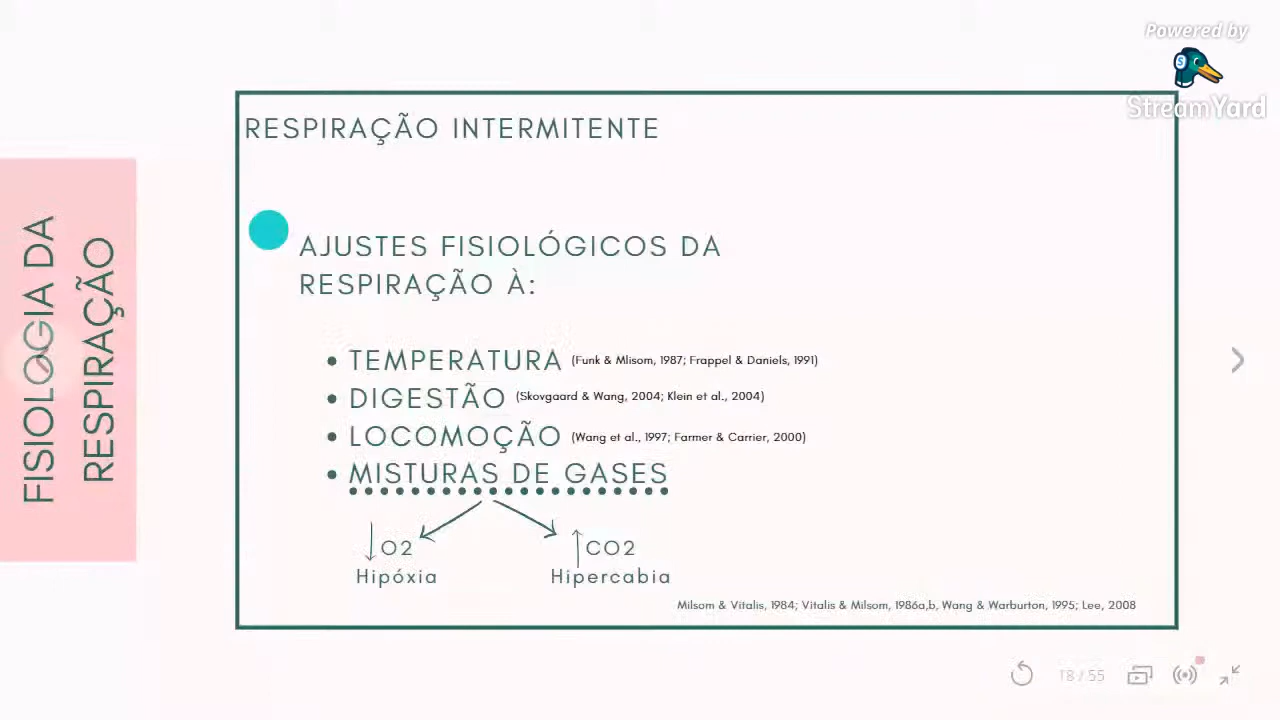 Powered by
StreamYard
RESPIRAÇÃO INTERMITENTE
FISIOLOGIA DA
RESPIRAÇÃO
AJUSTES FISIOLÓGICOS DA
RESPIRAÇÃO À:
• TEMPERATURA (Funk & Mlisom, 1987; Frappel & Daniels, 1991)
• DIGESTÃO (Skovgaard & Wang, 2004; Klein et al., 2004)
• LOCOMOÇÃO (Wang et al., 1997; Farmer & Carrier, 2000)
• MISTURAS DE GASES
↓O2 ↑CO2
Hipóxia Hipercabia
Milsom & Vitalis, 1984; Vitalis & Milsom, 1986a,b, Wang & Warburton, 1995; Lee, 2008
18 / 55